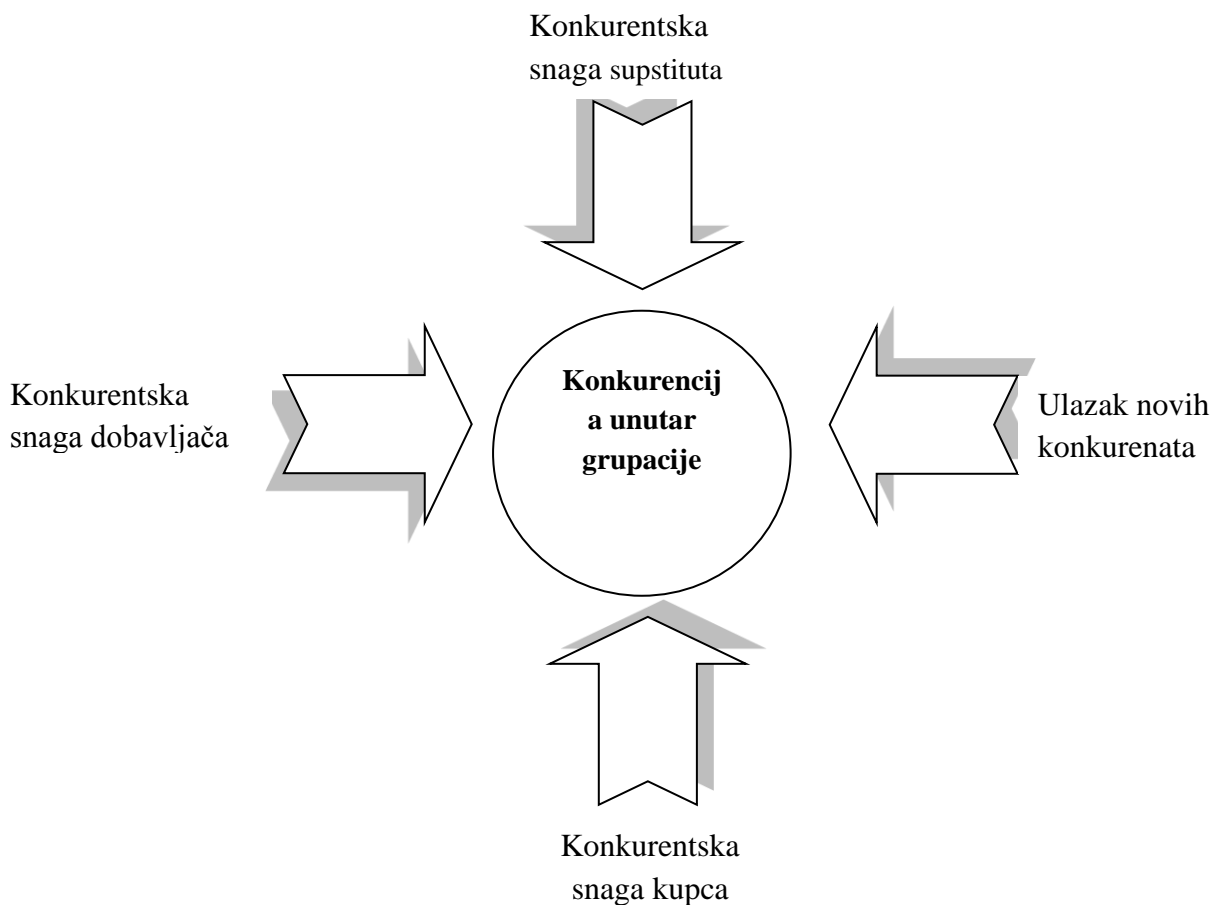 Konkurentska
snaga supstituta
Konkurentska
snaga dobavljača
Konkurencij
a unutar
grupacije
Ulazak novih
konkurenata
Konkurentska
snaga kupca